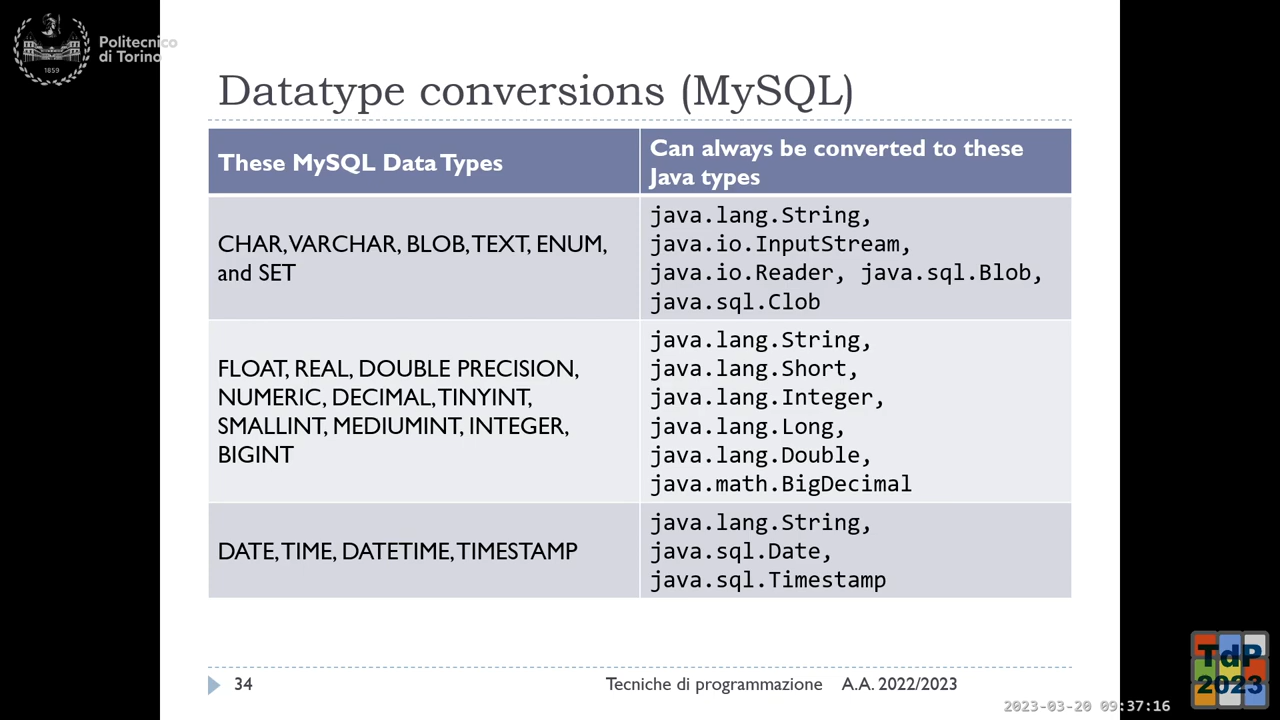 Politecnico
di Torino
1859
Datatype conversions (MySQL)
These MySQL Data Types
Can always be converted to these
Java types
CHAR, VARCHAR, BLOB, TEXT, ENUM,
and SET
java.lang.String,
java.io.InputStream,
java.io.Reader, java.sql.Blob,
java.sql.Clob
FLOAT, REAL, DOUBLE PRECISION,
NUMERIC, DECIMAL, TINYINT,
SMALLINT, MEDIUMINT, INTEGER,
BIGINT
java.lang.String,
java.lang.Short,
java.lang.Integer,
java.lang.Long,
java.lang.Double,
java.math.BigDecimal
DATE, TIME, DATETIME, TIMESTAMP
java.lang.String,
java.sql.Date,
java.sql.Timestamp
34 Tecniche di programmazione A.A. 2022/2023
TdP
2023
2023-03-20 09:37:16